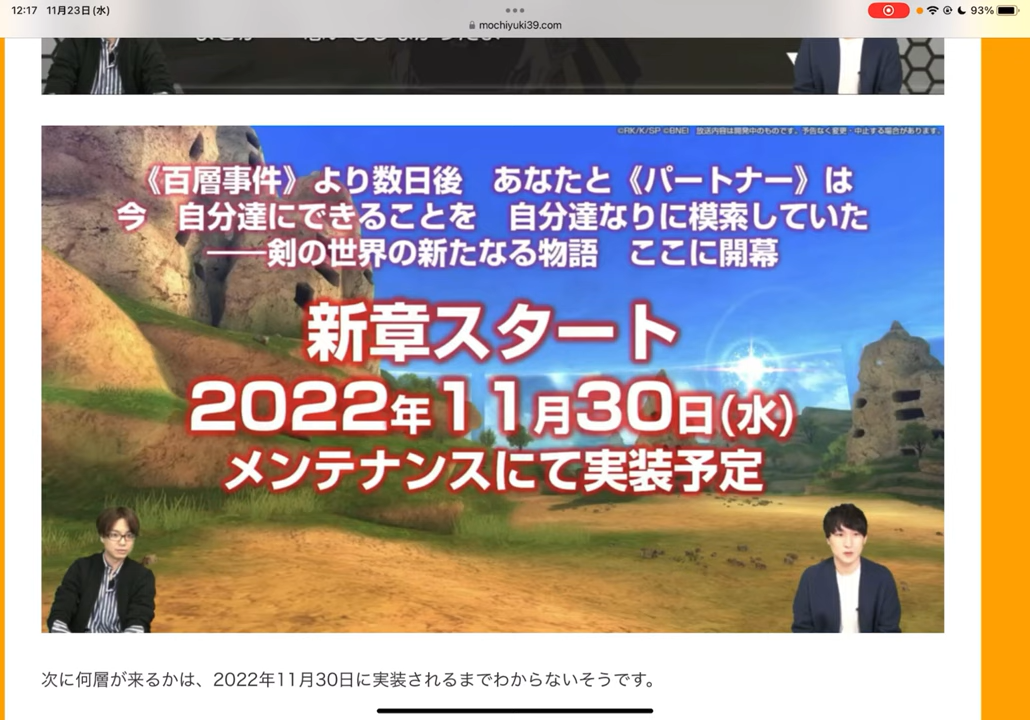 12:17 11月23日(水)
mochiyuki39.com
93%
©RK/K/SP ©BNEI 放送内容は開発中のものです。予告なく変更・中止する場合があります。
《百層事件》より数日後 あなたと《パートナー》は
今 自分達にできることを 自分達なりに模索していた
――剣の世界の新たなる物語 ここに開幕
新章スタート
2022年11月30日(水)
メンテナンスにて実装予定
次に何層が来るかは、2022年11月30日に実装されるまでわからないそうです。